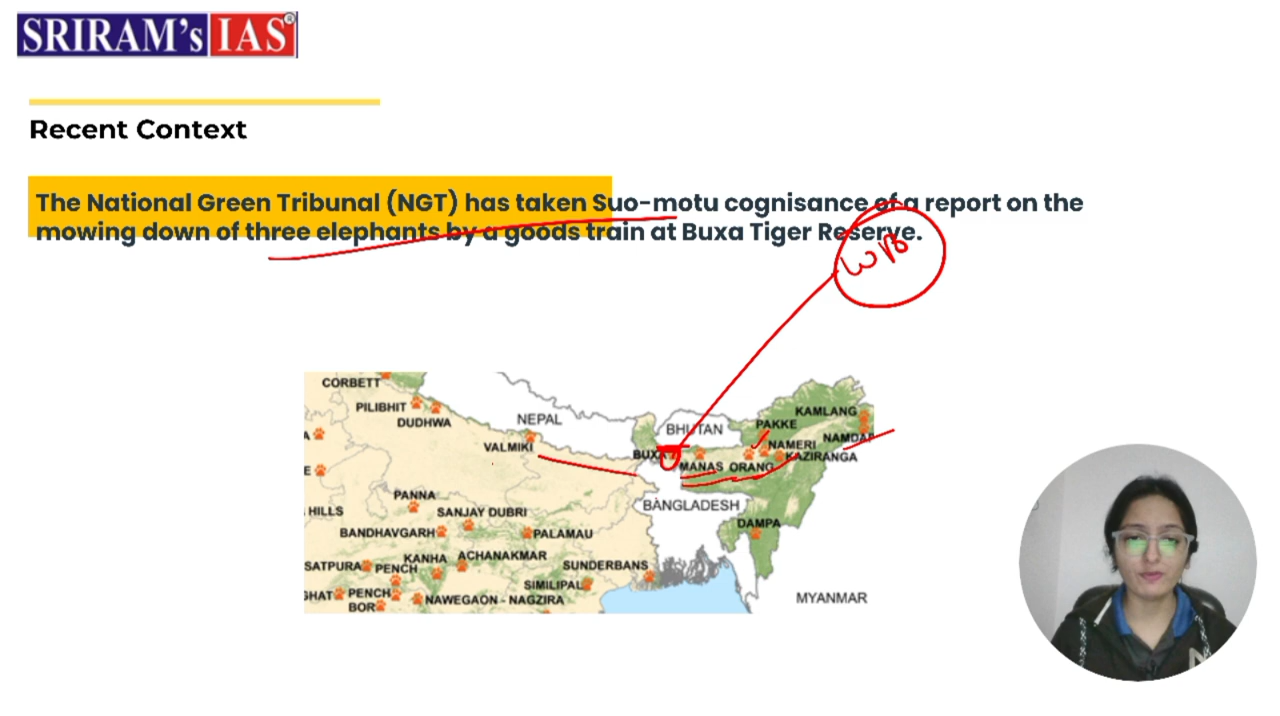 SRIRAM's IAS®
Recent Context
The National Green Tribunal (NGT) has taken Suo-motu cognisance of a report on the
mowing down of three elephants by a goods train at Buxa Tiger Reserve.
WB
CORBETT
PILIBHIT
DUDHWA
NEPAL
VALMIKI
BHUTAN
KAMLANG
PAKKE
NAMERI
NAMDAP
BUXA
MANAS
ORANG
KAZIRANGA
PANNA
HILLS
SANJAY DUBRI
BANGLADESH
BANDHAVGARH
PALAMAU
DAMPA
SATPURA
PENCH
KANHA
ACHANAKMAR
SUNDERBANS
SIMILIPAL
GHAT
PENCH
BOR
NAWEGAON - NAGZIRA
MYANMAR